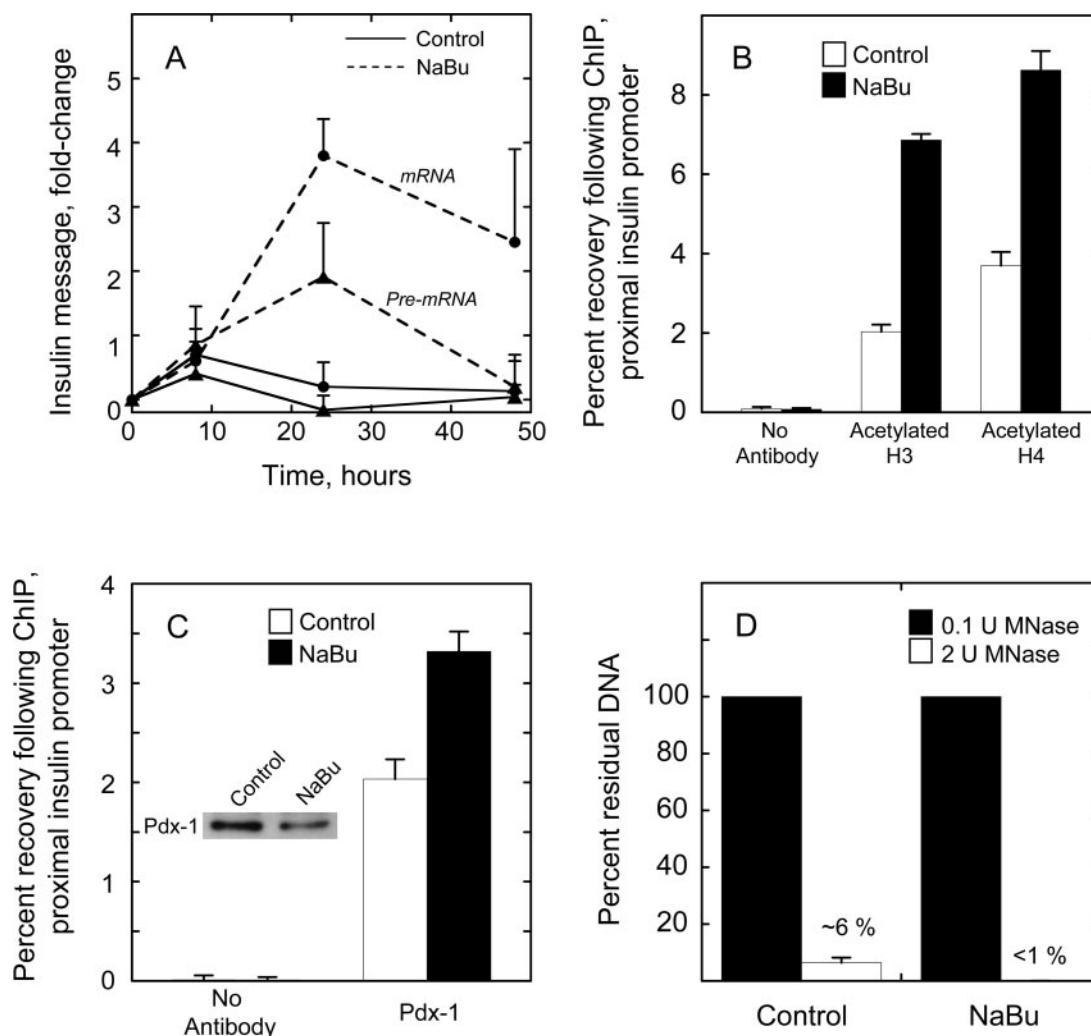 A
Control
NaBu
5
4
3
2
1
0
mRNA
Pre-mRNA
0
10
20
30
40
50
Insulin message, fold-change
Time, hours
B
Control
NaBu
8
6
4
2
0
Percent recovery following ChIP,
proximal insulin promoter
No
Antibody
Acetylated
H3
Acetylated
H4
C
Control
NaBu
4
3
2
1
0
Percent recovery following ChIP,
proximal insulin promoter
Control
NaBu
Pdx-1
No
Antibody
Pdx-1
D
0.1 U MNase
2 U MNase
100
80
60
40
20
Percent residual DNA
~6 %
<1 %
Control
NaBu